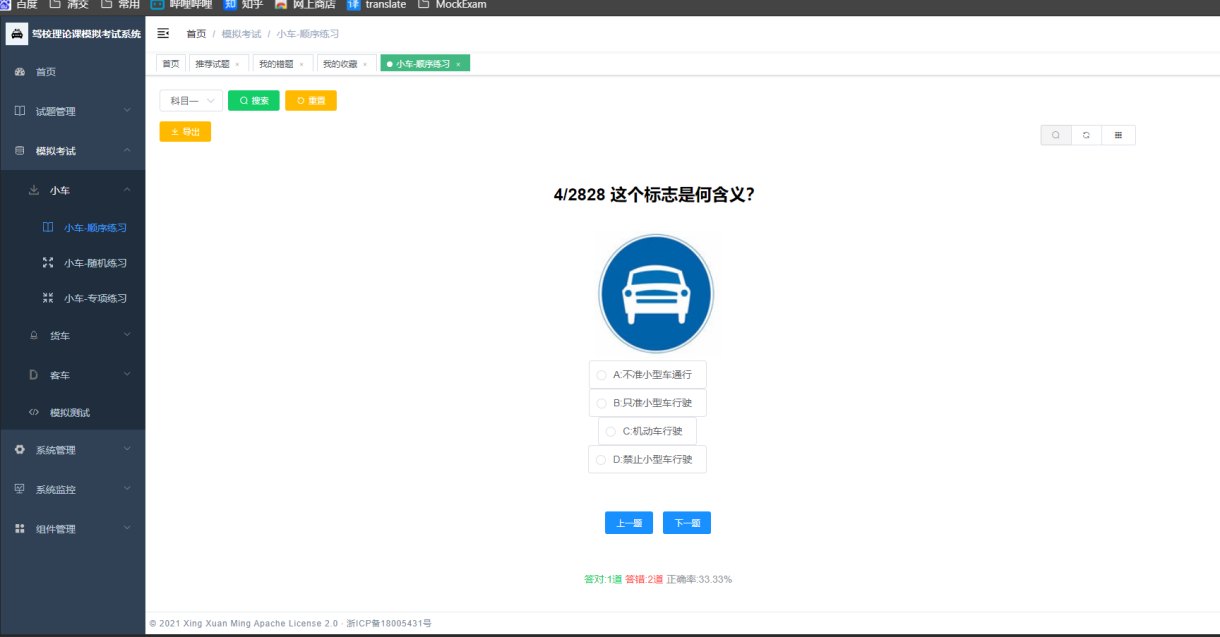 百度 清交 常用 哔哩哔哩 知 知乎 网上商店 译 translate MockExam
驾校理论课模拟考试系统
首页 / 模拟考试 / 小车-顺序练习
首页 推荐试题 × 我的错题 × 我的收藏 × 小车-顺序练习 ×
首页
试题管理
模拟考试
小车
小车-顺序练习
小车-随机练习
小车-专项练习
货车
客车
模拟测试
系统管理
系统监控
组件管理
科目一 搜索 重置
导出
4/2828 这个标志是何含义?
A:不准小型车通行
B:只准小型车行驶
C:机动车行驶
D:禁止小型车行驶
上一题 下一题
答对:1道 答错:2道 正确率:33.33%
© 2021 Xing Xuan Ming Apache License 2.0 · 浙ICP备18005431号